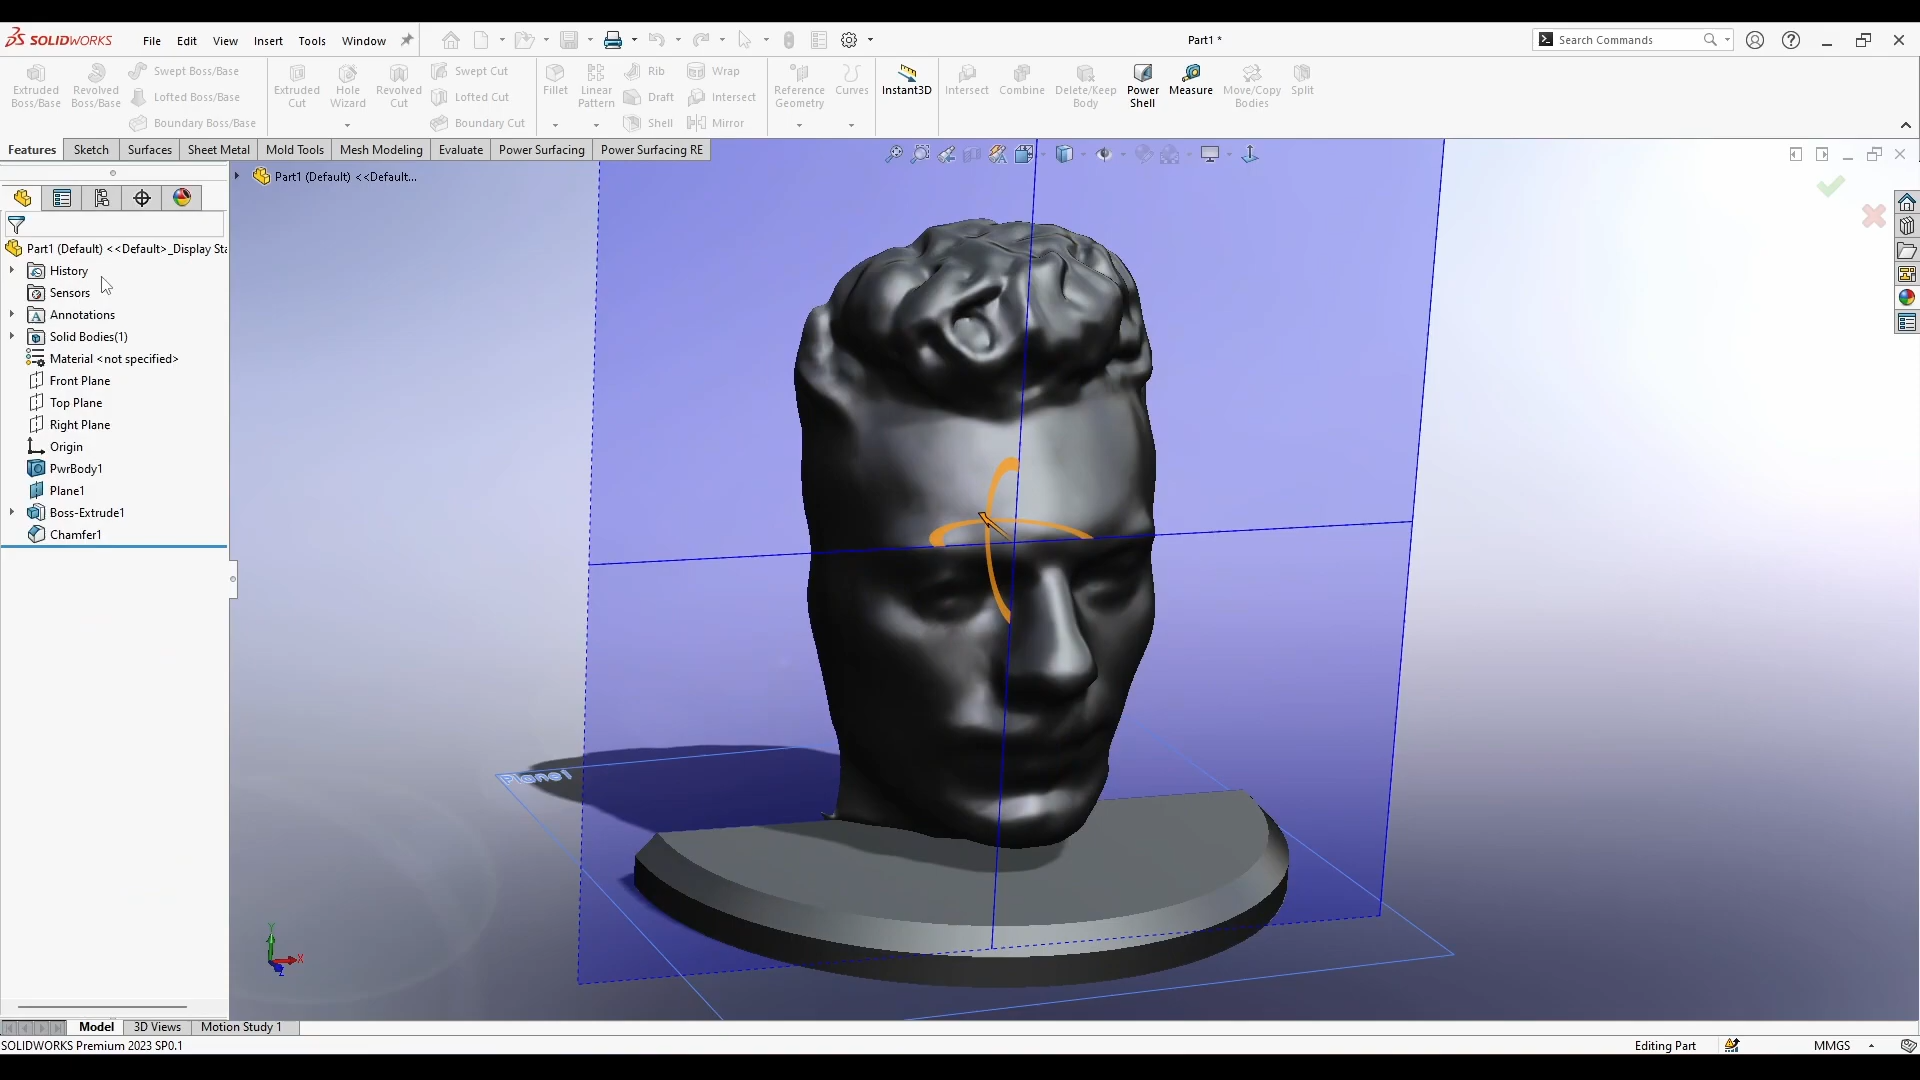 SOLIDWORKS
File Edit View Insert Tools Window
Part1 *
Search Commands
Extruded Boss/Base
Revolved Boss/Base
Swept Boss/Base
Lofted Boss/Base
Boundary Boss/Base
Extruded Cut
Hole Wizard
Revolved Cut
Swept Cut
Lofted Cut
Boundary Cut
Fillet
Linear Pattern
Rib
Draft
Shell
Wrap
Intersect
Mirror
Reference Geometry
Curves
Instant3D
Intersect
Combine
Delete/Keep Body
Power Shell
Measure
Move/Copy Bodies
Split
Features Sketch Surfaces Sheet Metal Mold Tools Mesh Modeling Evaluate Power Surfacing Power Surfacing RE
Part1 (Default) <<Default...
Part1 (Default) <<Default>_Display Sta
History
Sensors
Annotations
Solid Bodies(1)
Material <not specified>
Front Plane
Top Plane
Right Plane
Origin
PwrBody1
Plane1
Boss-Extrude1
Chamfer1
Plane1
Y
X
Z
Model 3D Views Motion Study 1
SOLIDWORKS Premium 2023 SP0.1
Editing Part
MMGS